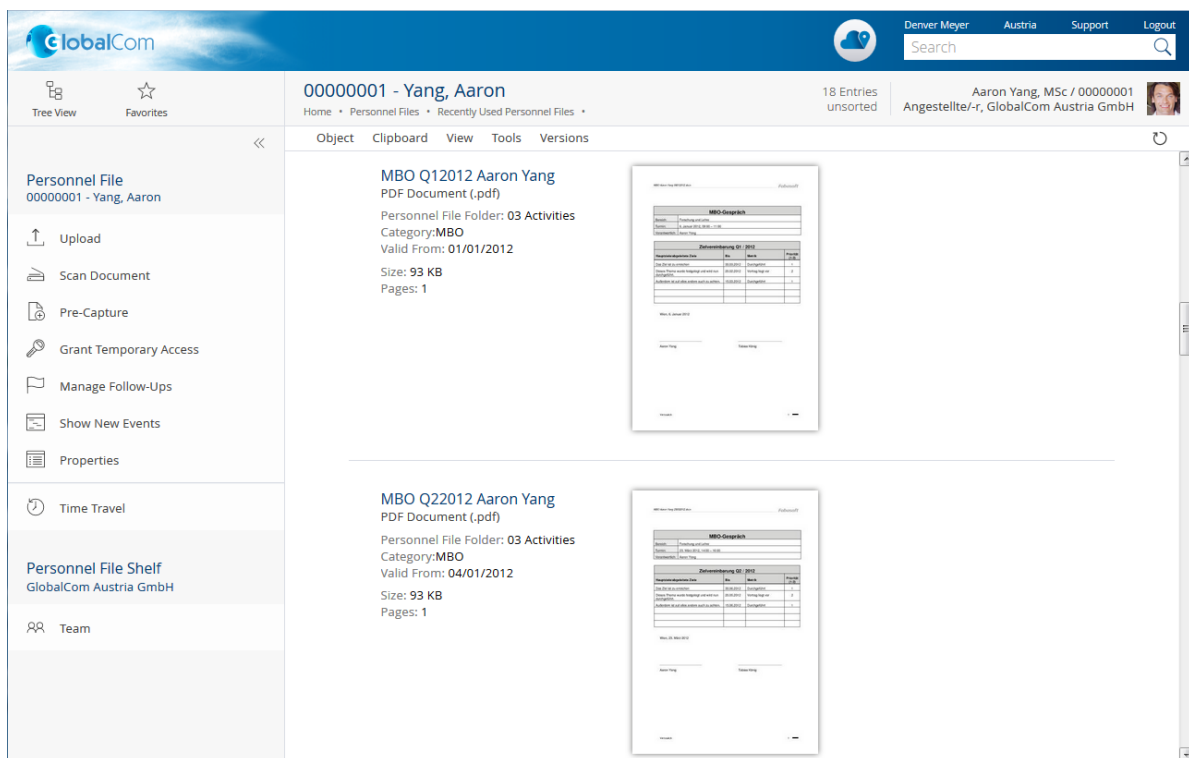 GlobalCom
Denver Meyer
Austria
Support
Logout
Search
Tree View
Favorites
00000001 - Yang, Aaron
Home • Personnel Files • Recently Used Personnel Files •
18 Entries
unsorted
Aaron Yang, MSc / 00000001
Angestellte/-r, GlobalCom Austria GmbH
Object Clipboard View Tools Versions
Personnel File
00000001 - Yang, Aaron
Upload
Scan Document
Pre-Capture
Grant Temporary Access
Manage Follow-Ups
Show New Events
Properties
Time Travel
Personnel File Shelf
GlobalCom Austria GmbH
Team
MBO Q12012 Aaron Yang
PDF Document (.pdf)
Personnel File Folder: 03 Activities
Category:MBO
Valid From: 01/01/2012
Size: 93 KB
Pages: 1
MBO-Gespräch
Zielvereinbarung Q1 / 2012
Aaron Yang
MBO Q22012 Aaron Yang
PDF Document (.pdf)
Personnel File Folder: 03 Activities
Category:MBO
Valid From: 04/01/2012
Size: 93 KB
Pages: 1
MBO-Gespräch
Zielvereinbarung Q2 / 2012
Aaron Yang